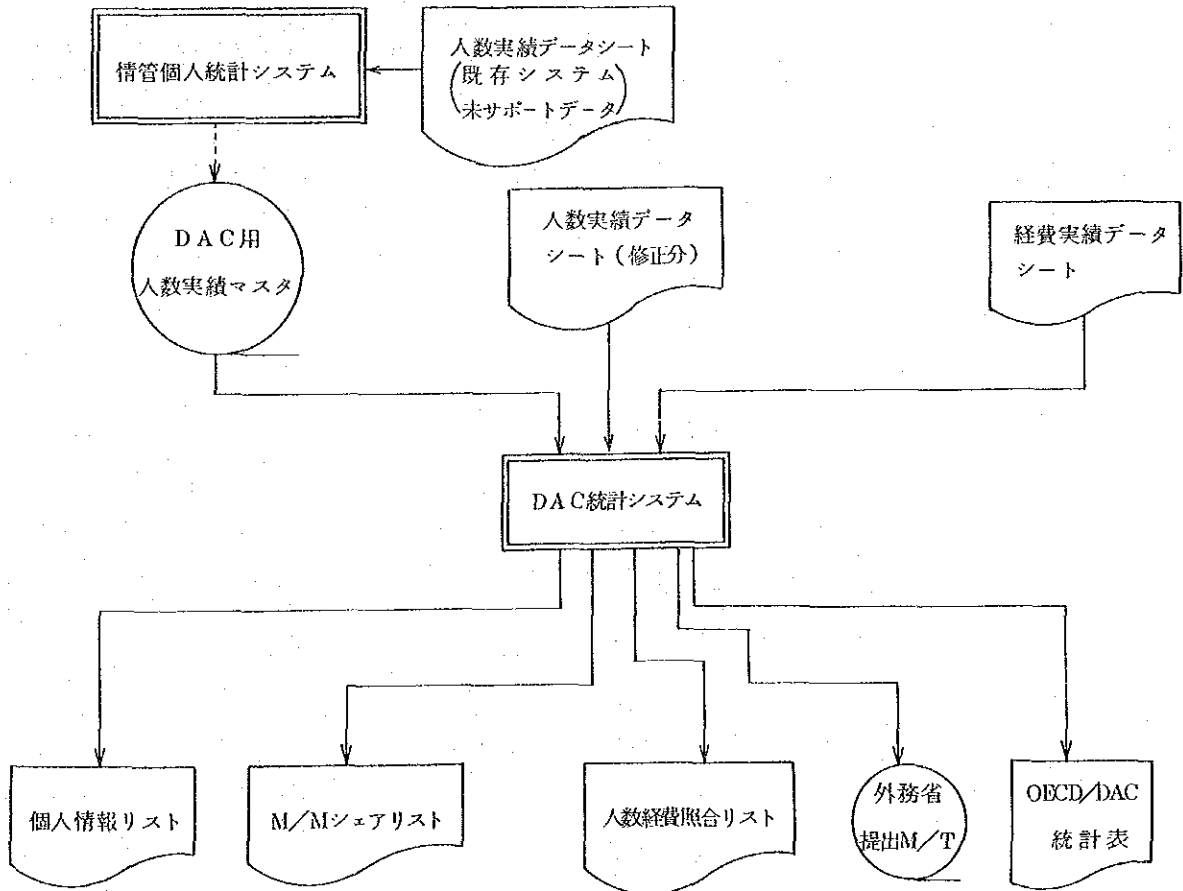 情管個人統計システム
人数実績データシート
(既存システム
未サポートデータ)
DAC用
人数実績マスタ
人数実績データ
シート(修正分)
経費実績データ
シート
DAC統計システム
個人情報リスト
M/Mシェアリスト
人数経費照合リスト
外務省
提出M/T
OECD/DAC
統計表